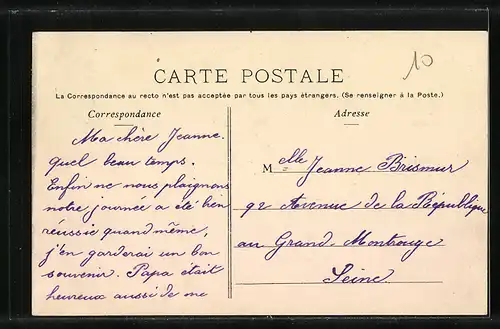 10
CARTE POSTALE
La Correspondance au recto n'est pas acceptée par tous les pays étrangers. (Se renseigner à la Poste.)
Correspondance
Ma chère Jeanne.
quel beau temps.
Enfin ne nous plaignons
notre journée a été bien
réussie quand même,
j'en garderai un bon
souvenir. Papa était
heureux aussi de me
Adresse
Melle Jeanne Brismur
92 Avenue de la République
au Grand Montrouge
Seine